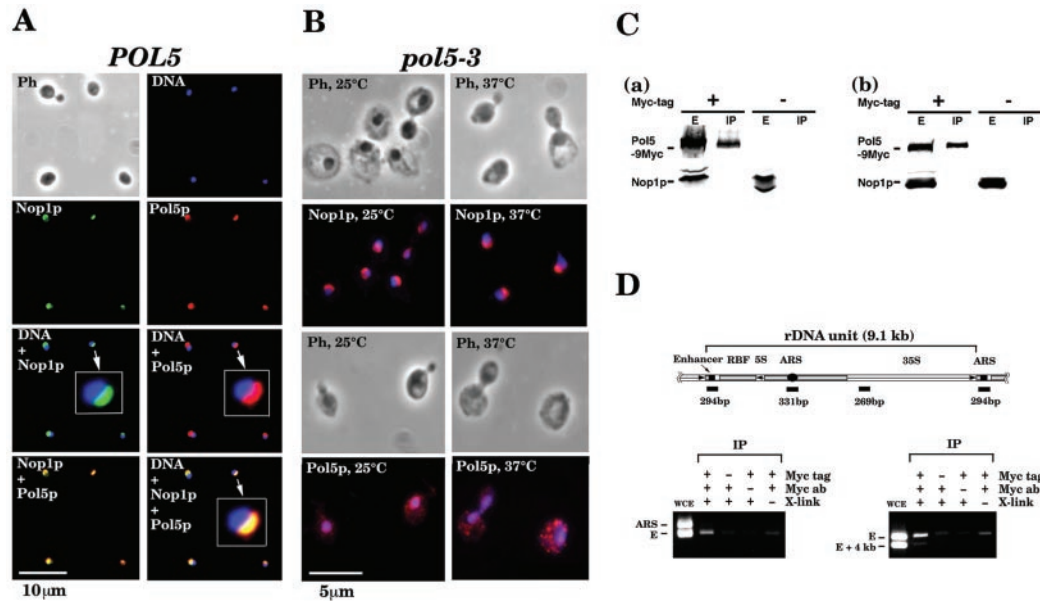 A
POL5
Ph
DNA
Nop1p
Pol5p
DNA
+
Nop1p
DNA
+
Pol5p
Nop1p
+
Pol5p
DNA
+
Nop1p
+
Pol5p
10μm
B
pol5-3
Ph, 25°C
Ph, 37°C
Nop1p, 25°C
Nop1p, 37°C
Ph, 25°C
Ph, 37°C
Pol5p, 25°C
Pol5p, 37°C
5μm
C
(a)
Myc-tag + -
E IP E IP
Pol5
-9Myc
Nop1p
(b)
Myc-tag + -
E IP E IP
Pol5
-9Myc
Nop1p
D
rDNA unit (9.1 kb)
Enhancer RBF 5S ARS 35S ARS
294bp 331bp 269bp 294bp
IP
+ - + + Myc tag
+ + - + Myc ab
WCE + + + - X-link
ARS
E
IP
+ - + + Myc tag
+ + - + Myc ab
WCE + + + - X-link
E
E + 4 kb